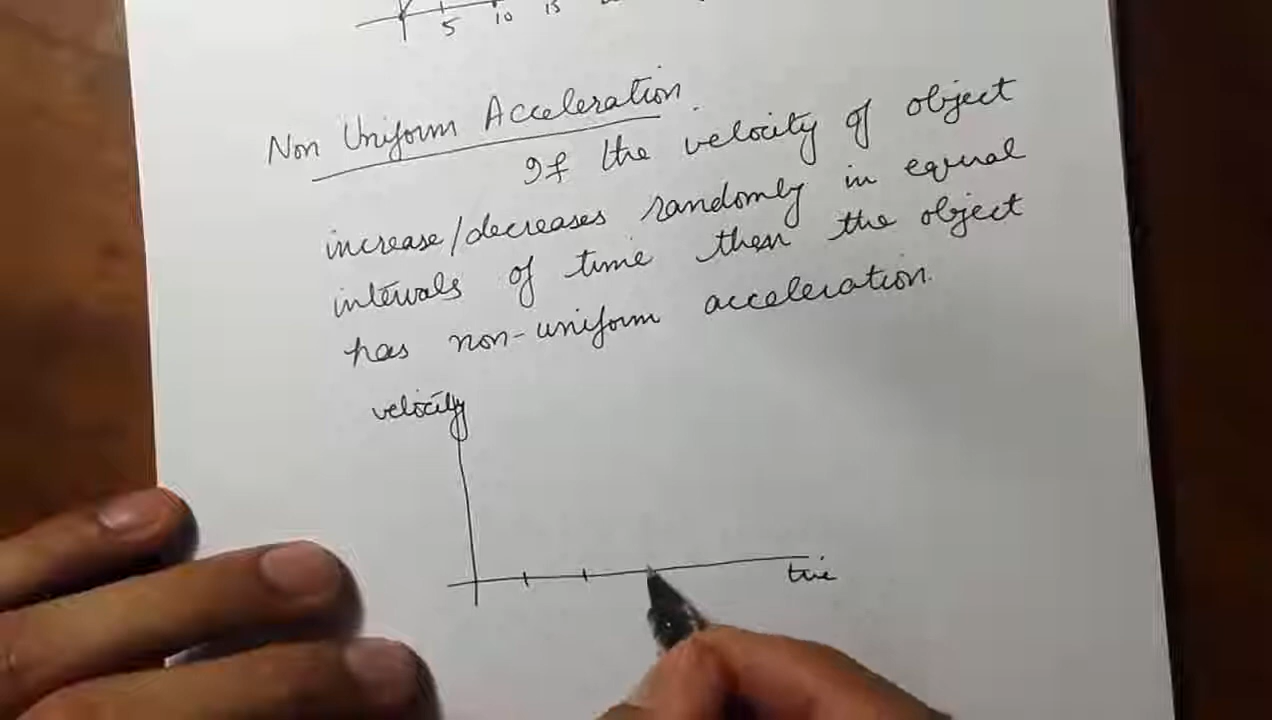 5 10 15
Non Uniform Acceleration.
If the velocity of object
increase/decreases randomly in equal
intervals of time then the object
has non-uniform acceleration.
velocity